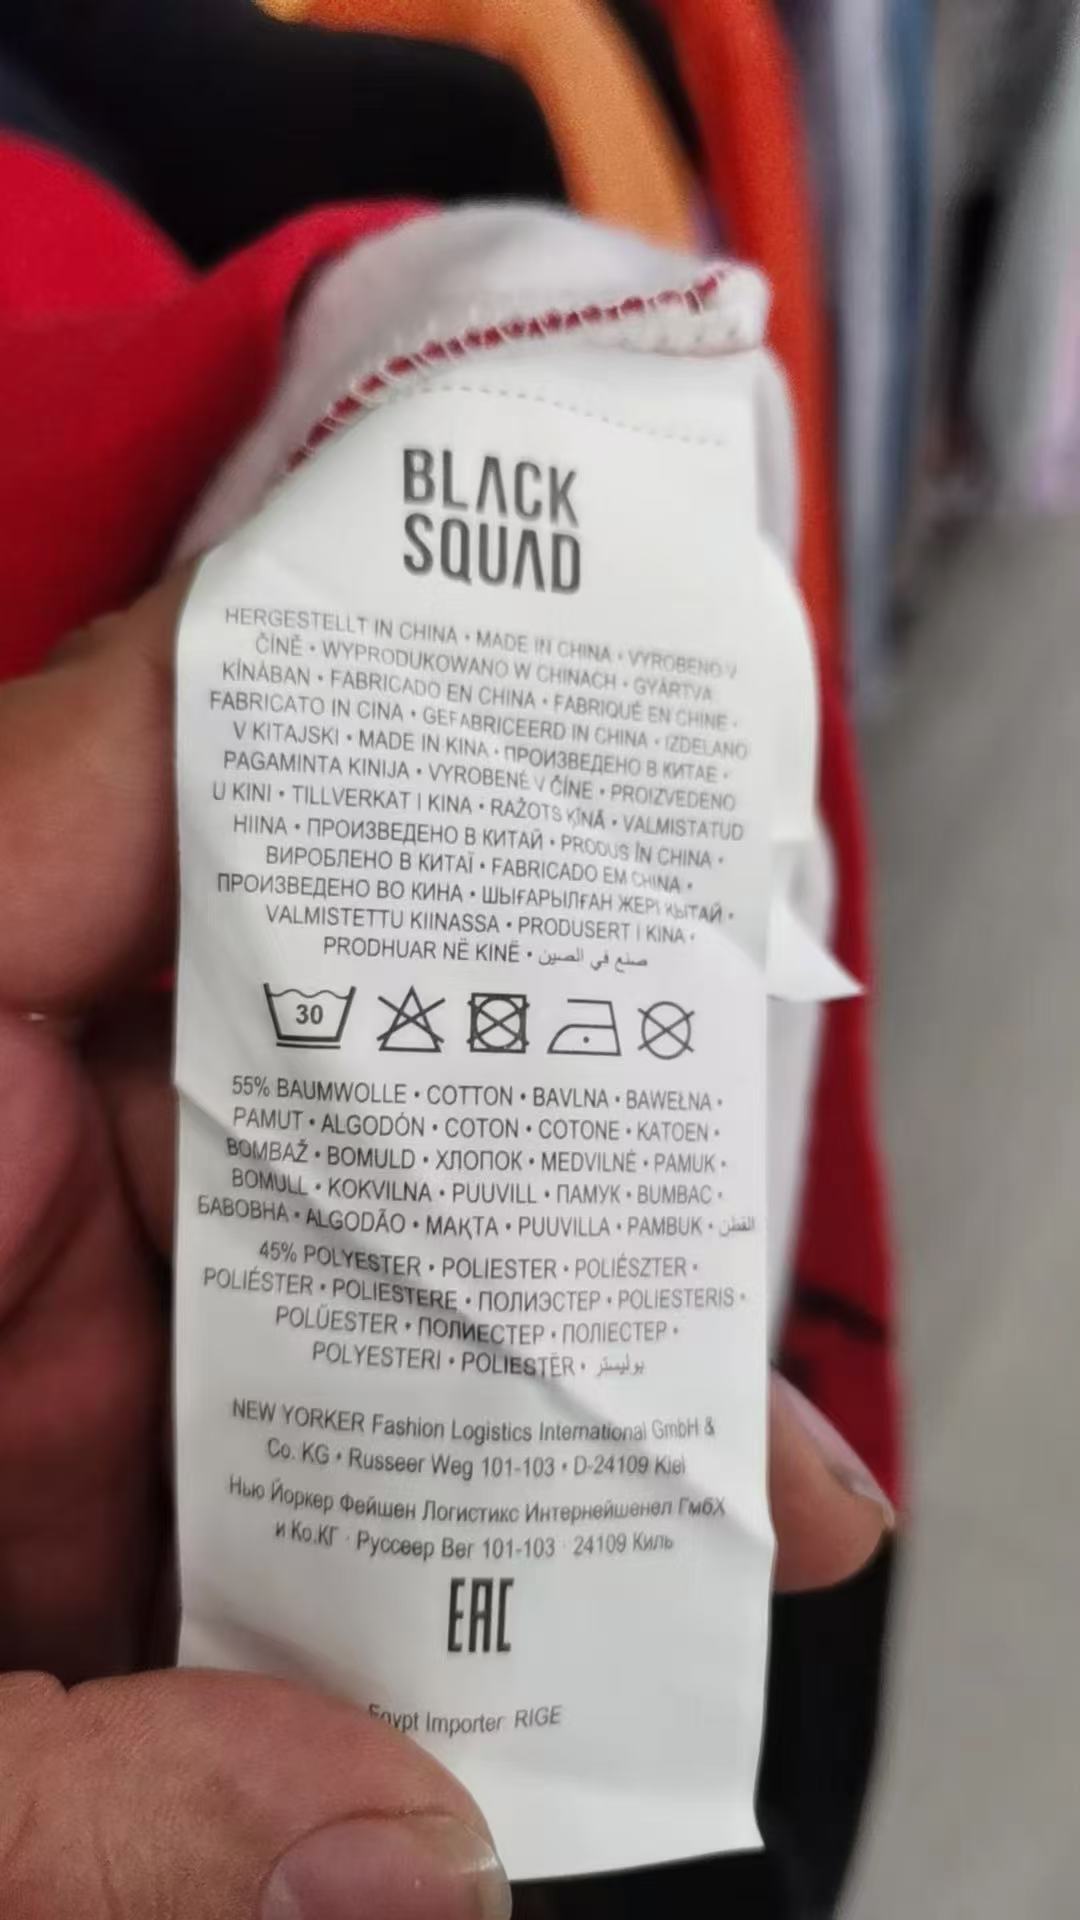 BLACK
SQUAD
HERGESTELLT IN CHINA • MADE IN CHINA • VYROBENO V
ČÍNĚ • WYPRODUKOWANO W CHINACH • GYÁRTVA
KÍNÁBAN • FABRICADO EN CHINA • FABRIQUÉ EN CHINE •
FABRICATO IN CINA • GEFABRICEERD IN CHINA • IZDELANO
V KITAJSKI • MADE IN KINA • ПРОИЗВЕДЕНО В КИТАЕ •
PAGAMINTA KINIJA • VYROBENÉ V ČÍNE • PROIZVEDENO
U KINI • TILLVERKAT I KINA • RAŽOTS ĶĪNĀ • VALMISTATUD
HIINA • ПРОИЗВЕДЕНО В КИТАЙ • PRODUS ÎN CHINA •
ВИРОБЛЕНО В КИТАЇ • FABRICADO EM CHINA •
ПРОИЗВЕДЕНО ВО КИНА • ШЫҒАРЫЛҒАН ЖЕРІ ҚЫТАЙ •
VALMISTETTU KIINASSA • PRODUSERT I KINA •
PRODHUAR NË KINË • صنع في الصين
30
55% BAUMWOLLE • COTTON • BAVLNA • BAWEŁNA •
PAMUT • ALGODÓN • COTON • COTONE • KATOEN •
BOMBAŽ • BOMULD • ХЛОПОК • MEDVILNĖ • PAMUK •
BOMULL • KOKVILNA • PUUVILL • ПАМУК • BUMBAC •
БАВОВНА • ALGODÃO • МАҚТА • PUUVILLA • PAMBUK • القطن
45% POLYESTER • POLIESTER • POLIÉSZTER •
POLIÉSTER • POLIESTERE • ПОЛИЭСТЕР • POLIESTERIS •
POLÜESTER • ПОЛИЕСТЕР • ПОЛІЕСТЕР •
POLYESTERI • POLIESTËR • بوليستر
NEW YORKER Fashion Logistics International GmbH &
Co. KG • Russeer Weg 101-103 • D-24109 Kiel
Нью Йоркер Фейшен Логистикс Интернейшенел ГмбХ
и Ко.КГ · Руссеер Вег 101-103 · 24109 Киль
EAC
Egypt Importer: RIGE